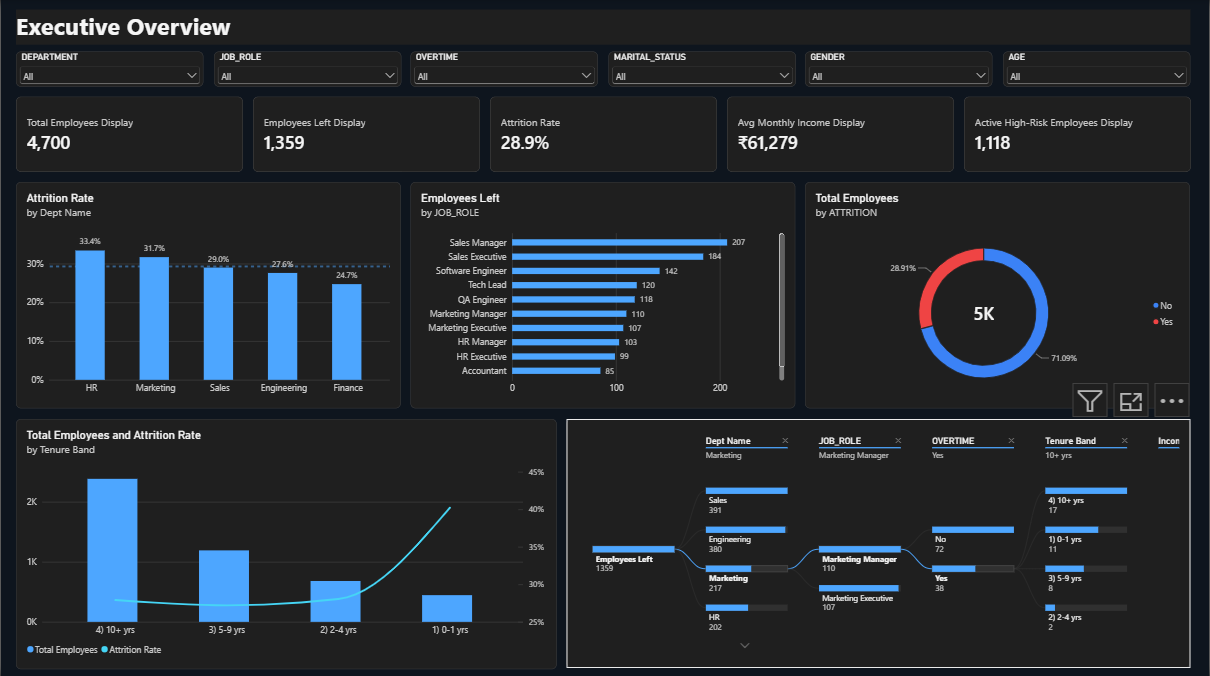 Executive Overview
DEPARTMENT
All
JOB_ROLE
All
OVERTIME
All
MARITAL_STATUS
All
GENDER
All
AGE
All
Total Employees Display
4,700
Employees Left Display
1,359
Attrition Rate
28.9%
Avg Monthly Income Display
₹61,279
Active High-Risk Employees Display
1,118
Attrition Rate
by Dept Name
30%
20%
10%
0%
33.4%
31.7%
29.0%
27.6%
24.7%
HR
Marketing
Sales
Engineering
Finance
Employees Left
by JOB_ROLE
Sales Manager 207
Sales Executive 184
Software Engineer 142
Tech Lead 120
QA Engineer 118
Marketing Manager 110
Marketing Executive 107
HR Manager 103
HR Executive 99
Accountant 85
0 100 200
Total Employees
by ATTRITION
28.91%
5K
71.09%
No
Yes
Total Employees and Attrition Rate
by Tenure Band
2K
1K
0K
45%
40%
35%
30%
25%
4) 10+ yrs
3) 5-9 yrs
2) 2-4 yrs
1) 0-1 yrs
Total Employees Attrition Rate
Dept Name
Marketing
JOB_ROLE
Marketing Manager
OVERTIME
Yes
Tenure Band
10+ yrs
Incon
Employees Left
1359
Sales
391
Engineering
380
Marketing
217
HR
202
Marketing Manager
110
Marketing Executive
107
No
72
Yes
38
4) 10+ yrs
17
1) 0-1 yrs
11
3) 5-9 yrs
8
2) 2-4 yrs
2